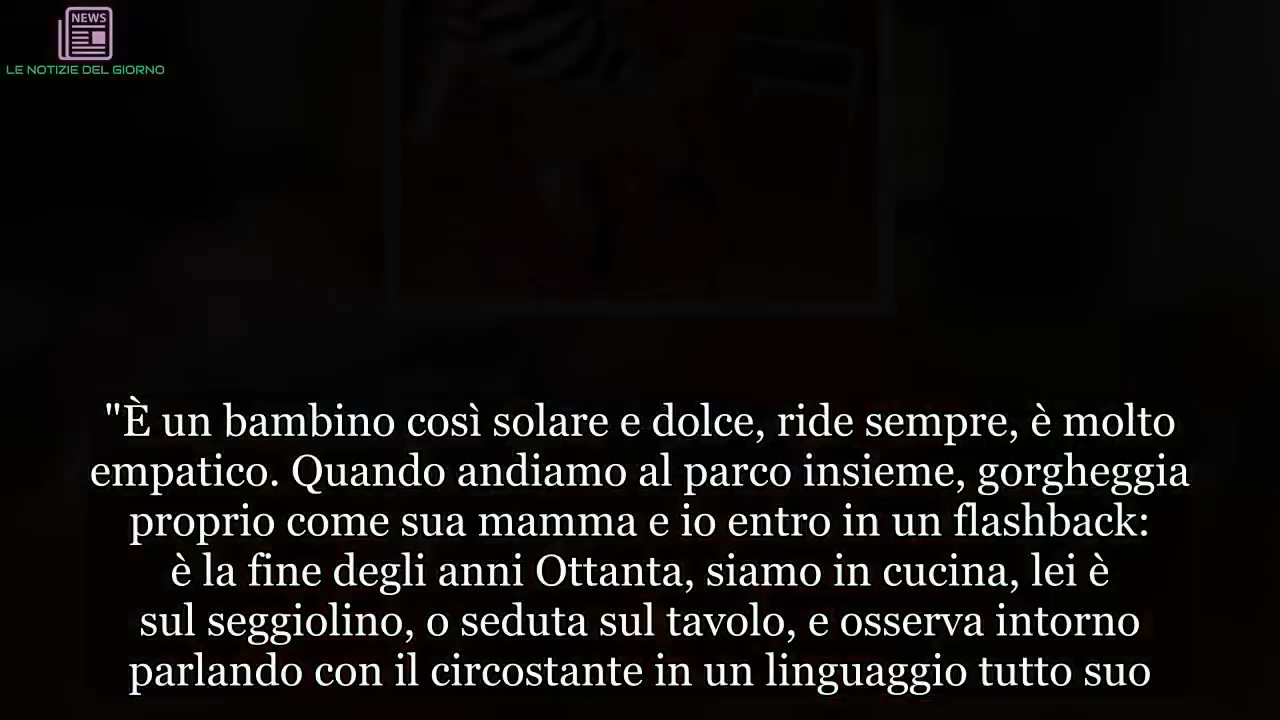 NEWS
LE NOTIZIE DEL GIORNO
"È un bambino così solare e dolce, ride sempre, è molto
empatico. Quando andiamo al parco insieme, gorgheggia
proprio come sua mamma e io entro in un flashback:
è la fine degli anni Ottanta, siamo in cucina, lei è
sul seggiolino, o seduta sul tavolo, e osserva intorno
parlando con il circostante in un linguaggio tutto suo